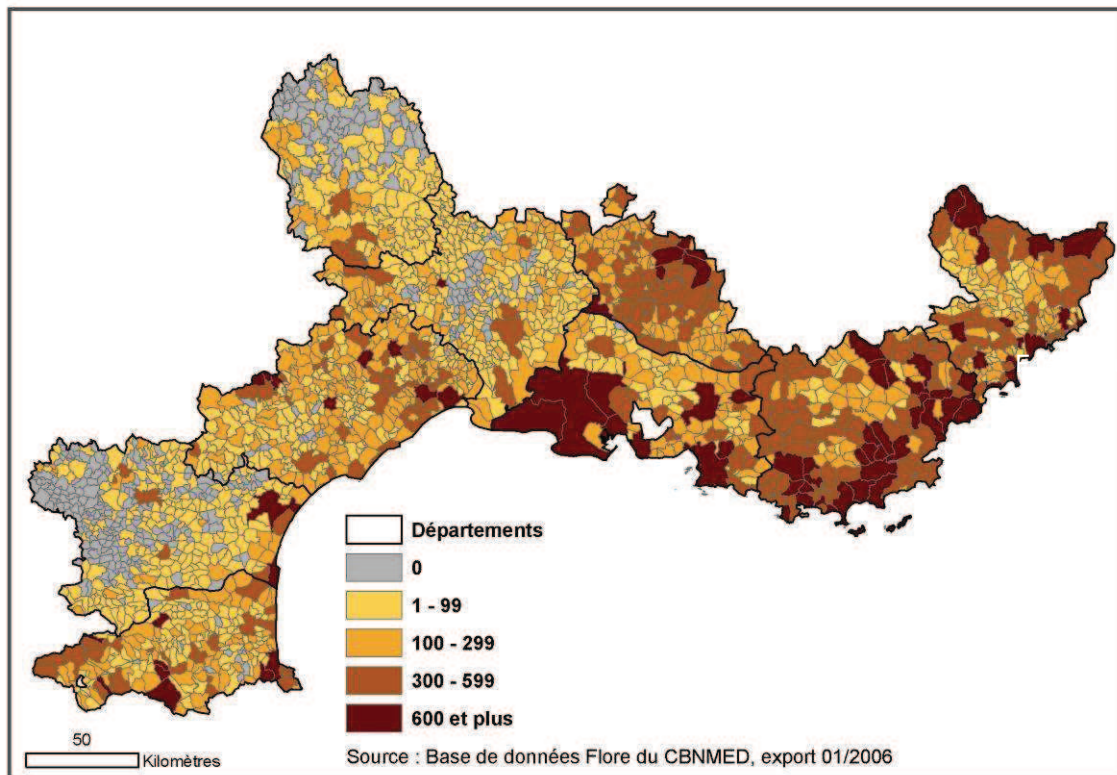 Départements
0
1 - 99
100 - 299
300 - 599
600 et plus
50
Kilomètres
Source : Base de données Flore du CBNMED, export 01/2006